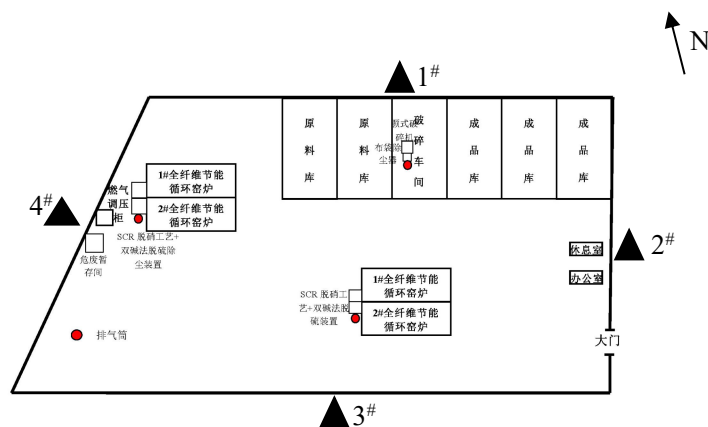 N
1#
原料库
原料库
颚式破碎机
布袋除尘器
破碎车间
成品库
成品库
成品库
1#全纤维节能
循环窑炉
2#全纤维节能
循环窑炉
燃气
调压
柜
4#
SCR 脱硝工艺+
双碱法脱硫除
尘装置
危废暂
存间
2#
休息室
办公室
1#全纤维节能
循环窑炉
2#全纤维节能
循环窑炉
SCR 脱硝工
艺+双碱法脱
硫装置
排气筒
大门
3#